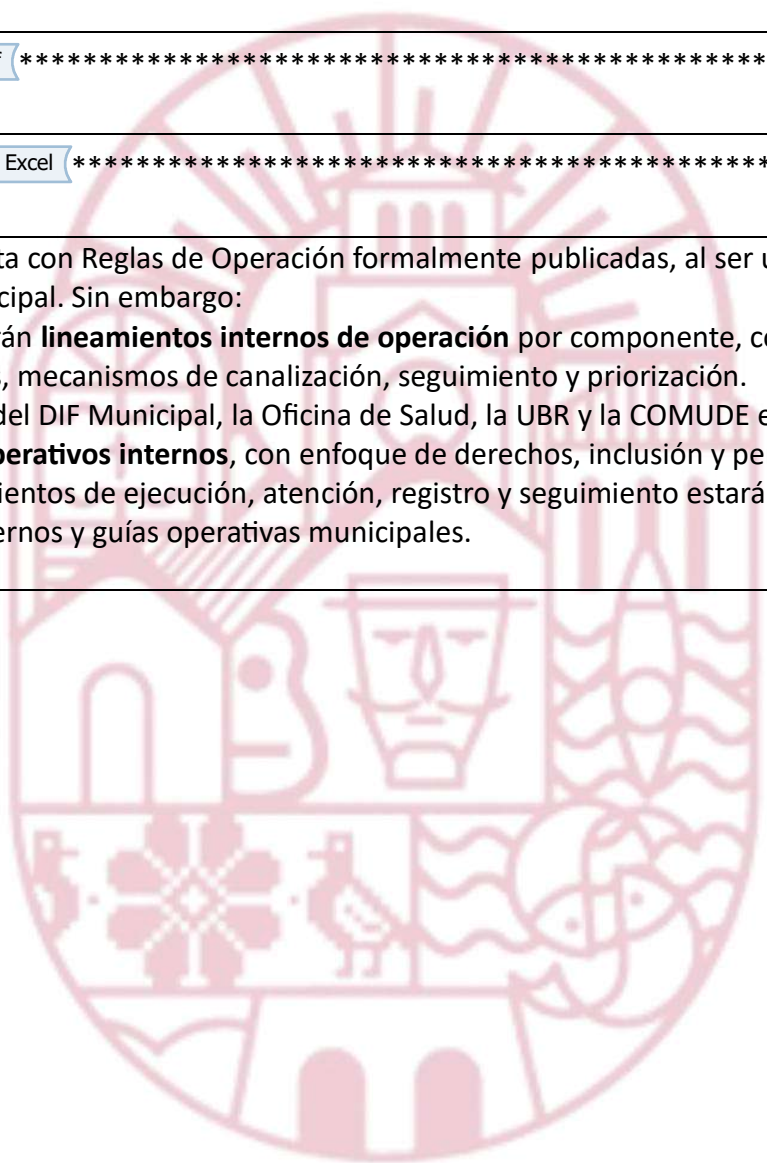 *************************************************
Excel **********************************************
ta con Reglas de Operación formalmente publicadas, al ser u
cipal. Sin embargo:
rán lineamientos internos de operación por componente, co
s, mecanismos de canalización, seguimiento y priorización.
del DIF Municipal, la Oficina de Salud, la UBR y la COMUDE e
perativos internos, con enfoque de derechos, inclusión y pe
ientos de ejecución, atención, registro y seguimiento estará
ernos y guías operativas municipales.